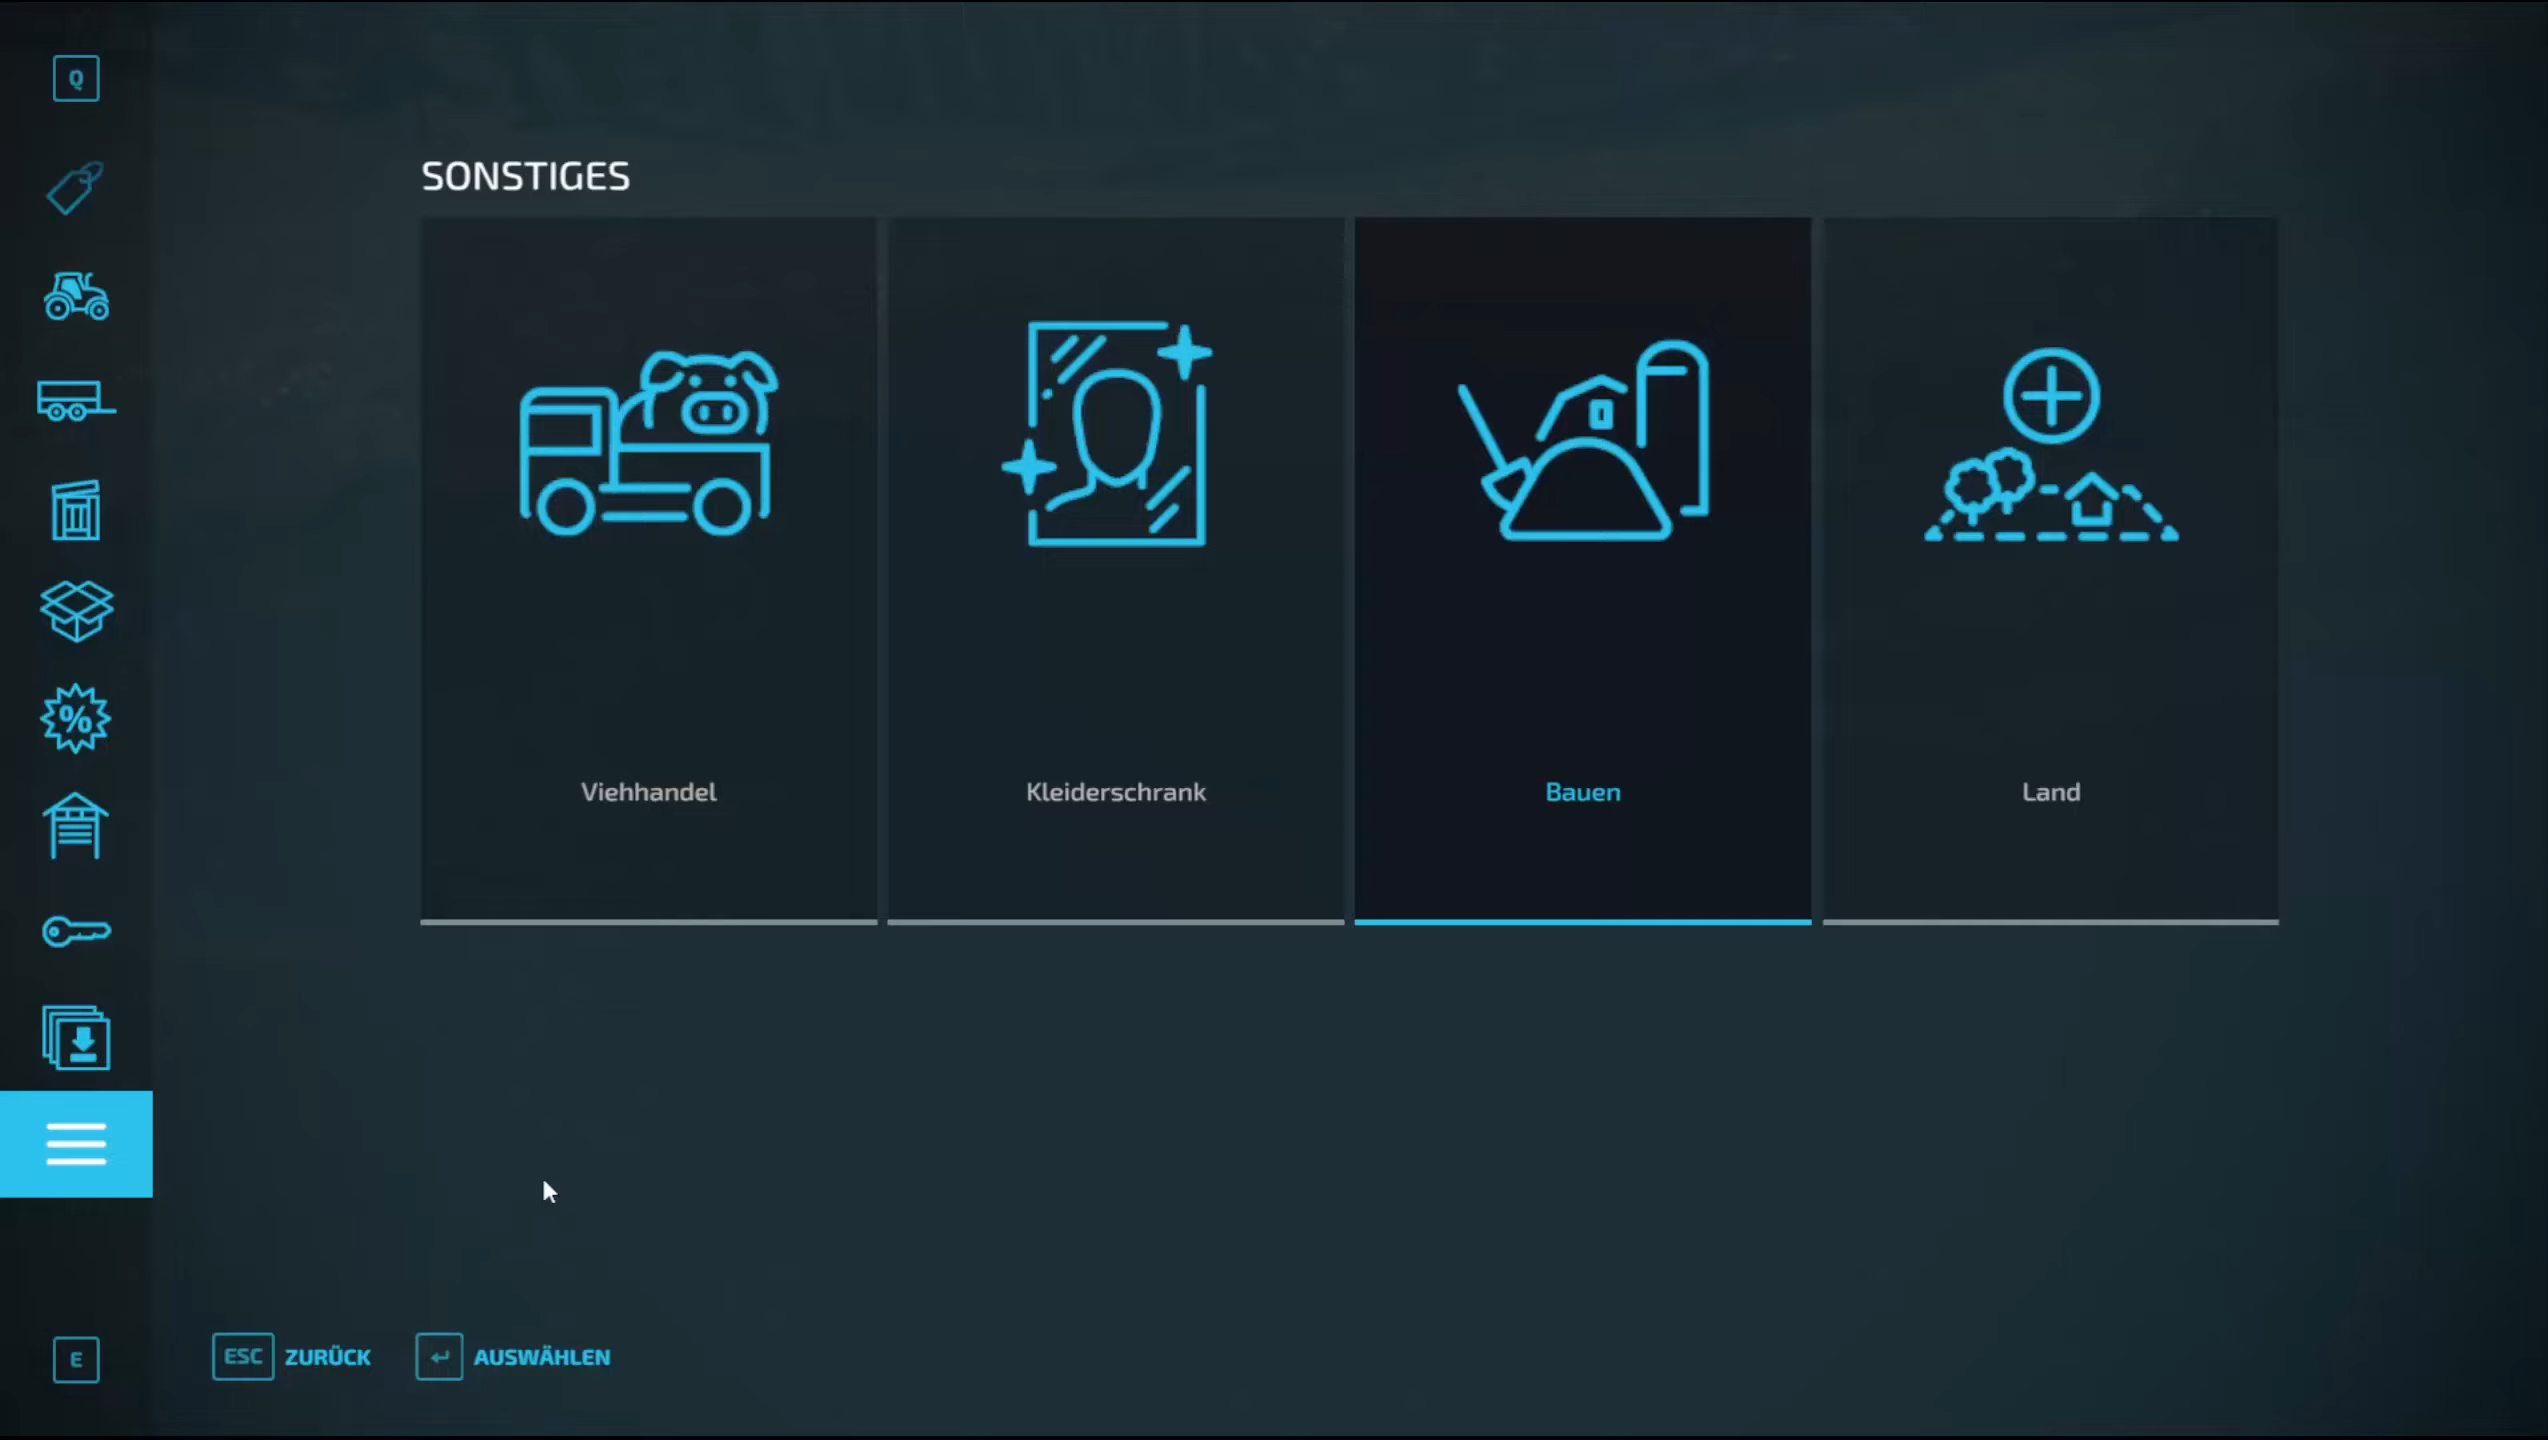 Q
SONSTIGES
%
Viehhandel
Kleiderschrank
Bauen
Land
E
ESC ZURÜCK
AUSWÄHLEN